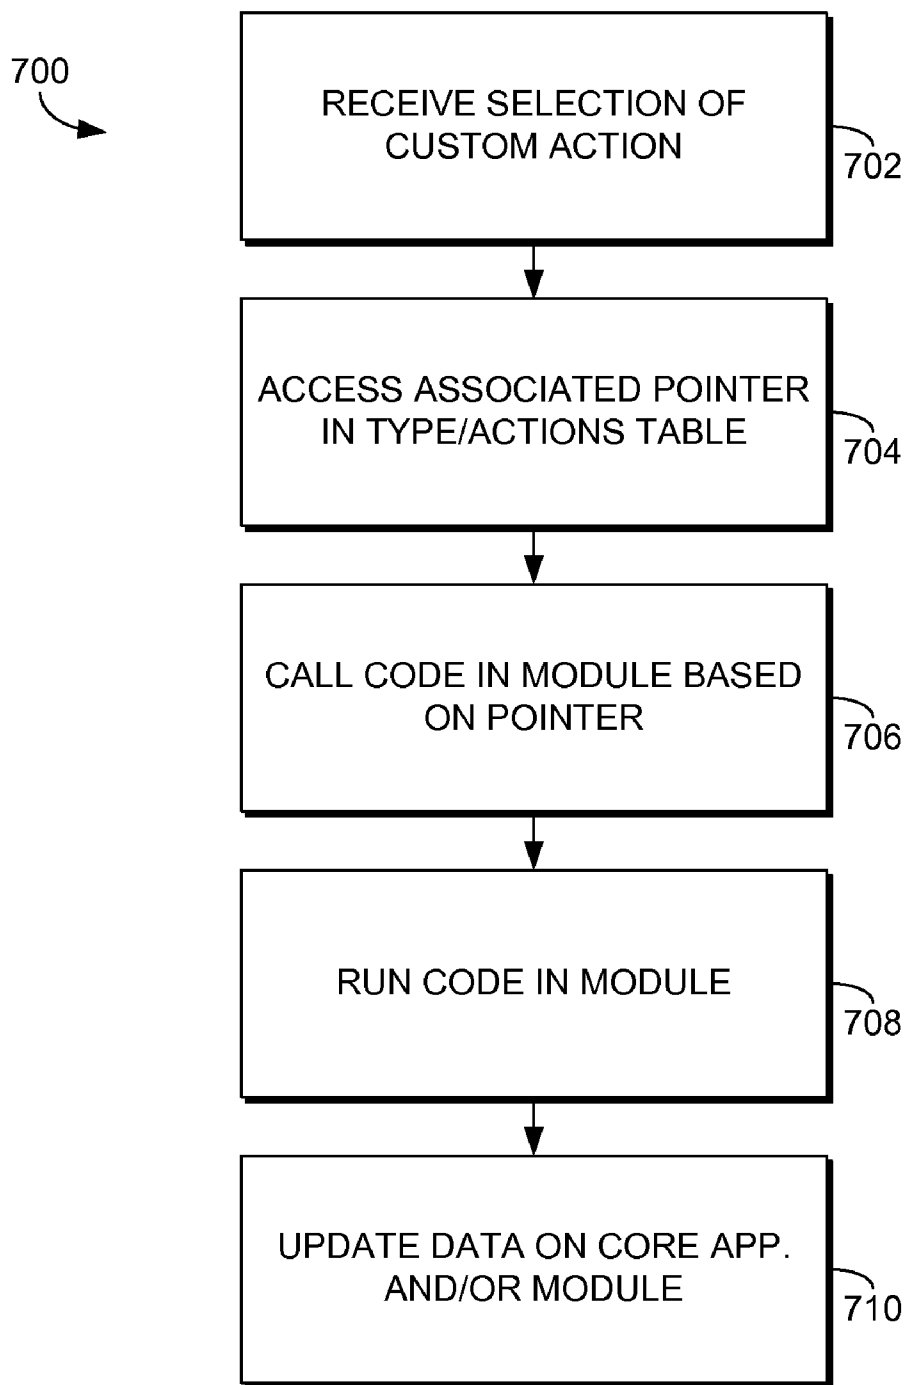 700
RECEIVE SELECTION OF
CUSTOM ACTION
702
ACCESS ASSOCIATED POINTER
IN TYPE/ACTIONS TABLE
704
CALL CODE IN MODULE BASED
ON POINTER
706
RUN CODE IN MODULE
708
UPDATE DATA ON CORE APP.
AND/OR MODULE
710